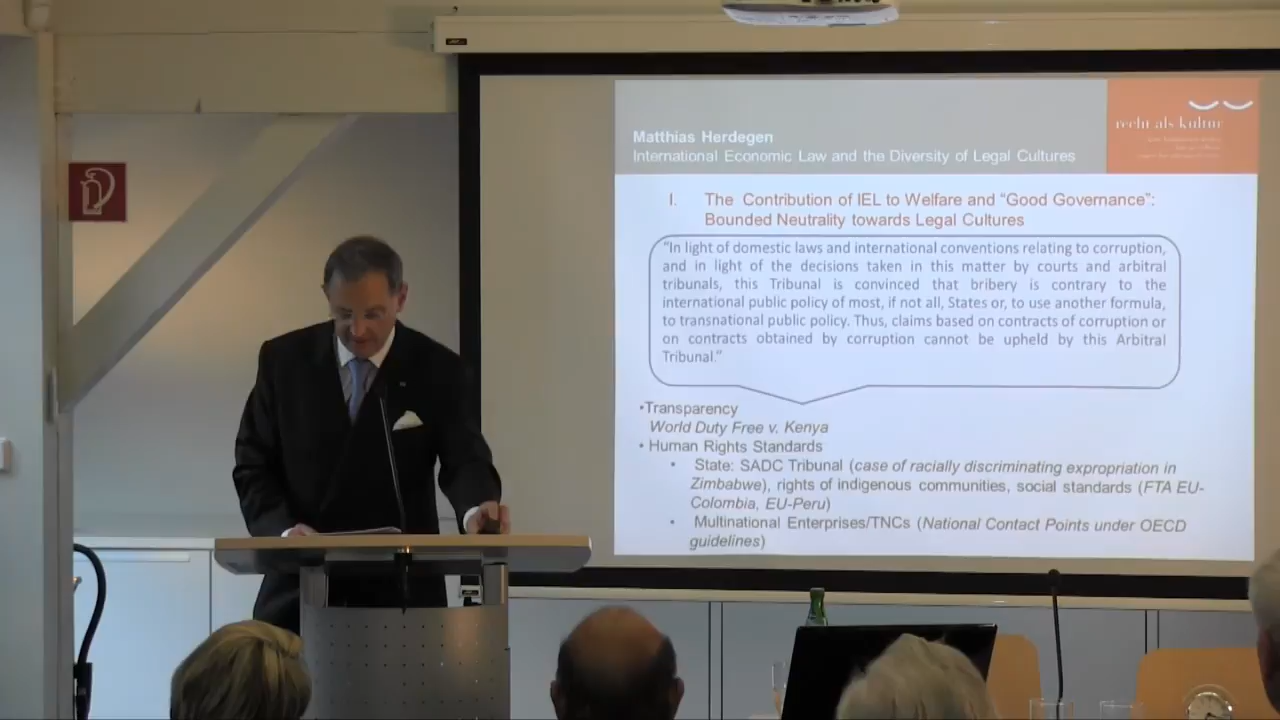 Matthias Herdegen
International Economic Law and the Diversity of Legal Cultures
recht als kultur
I. The Contribution of IEL to Welfare and “Good Governance”:
Bounded Neutrality towards Legal Cultures
“In light of domestic laws and international conventions relating to corruption,
and in light of the decisions taken in this matter by courts and arbitral
tribunals, this Tribunal is convinced that bribery is contrary to the
international public policy of most, if not all, States or, to use another formula,
to transnational public policy. Thus, claims based on contracts of corruption or
on contracts obtained by corruption cannot be upheld by this Arbitral
Tribunal.”
•Transparency
World Duty Free v. Kenya
• Human Rights Standards
• State: SADC Tribunal (case of racially discriminating expropriation in
Zimbabwe), rights of indigenous communities, social standards (FTA EU-
Colombia, EU-Peru)
• Multinational Enterprises/TNCs (National Contact Points under OECD
guidelines)